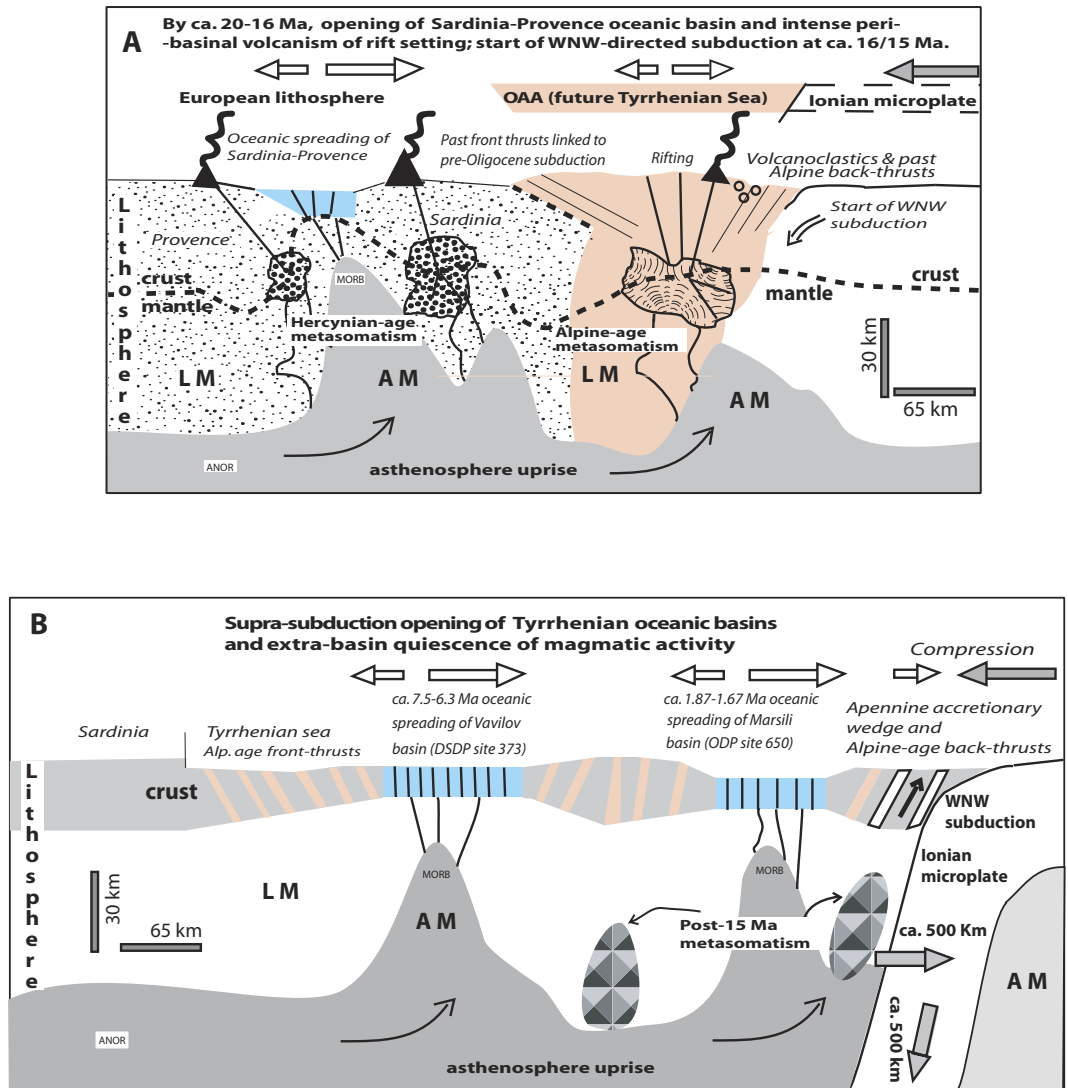 A
By ca. 20-16 Ma, opening of Sardinia-Provence oceanic basin and intense peri-
-basinal volcanism of rift setting; start of WNW-directed subduction at ca. 16/15 Ma.
European lithosphere
OAA (future Tyrrhenian Sea)
Ionian microplate
Oceanic spreading of
Sardinia-Provence
Past front thrusts linked to
pre-Oligocene subduction
Rifting
Volcanoclastics & past
Alpine back-thrusts
Start of WNW
subduction
Lithosphere
Provence
Sardinia
crust
mantle
MORB
crust
mantle
Hercynian-age
metasomatism
Alpine-age
metasomatism
L M
A M
L M
A M
30 km
65 km
ANOR
asthenosphere uprise
B
Supra-subduction opening of Tyrrhenian oceanic basins
and extra-basin quiescence of magmatic activity
Compression
Sardinia
Tyrrhenian sea
Alp. age front-thrusts
ca. 7.5-6.3 Ma oceanic
spreading of Vavilov
basin (DSDP site 373)
ca. 1.87-1.67 Ma oceanic
spreading of Marsili
basin (ODP site 650)
Apennine accretionary
wedge and
Alpine-age back-thrusts
Lithosphere
crust
WNW
subduction
Ionian
microplate
MORB
MORB
L M
A M
30 km
65 km
Post-15 Ma
metasomatism
ca. 500 Km
A M
ca. 500 km
ANOR
asthenosphere uprise